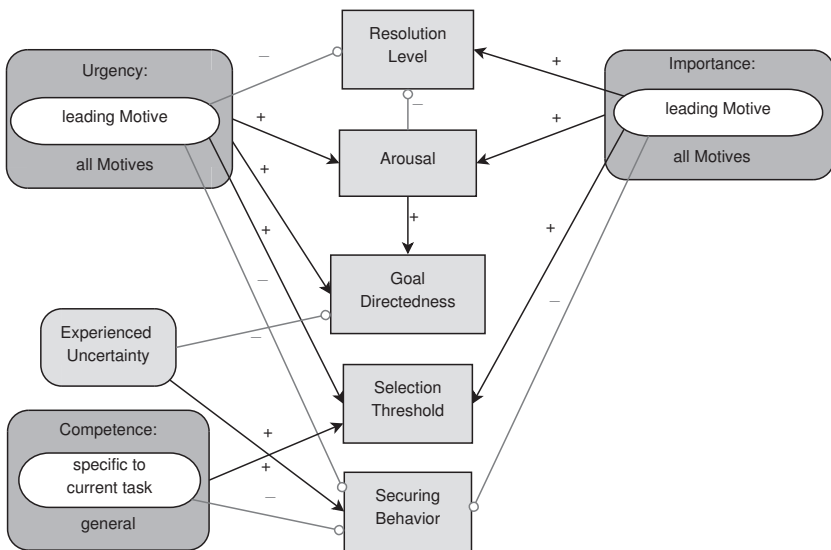 Resolution
Level
Urgency:
leading Motive
all Motives
Importance:
leading Motive
all Motives
Arousal
Goal
Directedness
Experienced
Uncertainty
Selection
Threshold
Competence:
specific to
current task
general
Securing
Behavior
–
+
+
+
–
+
+
+
+
–
–
–
+
+
–